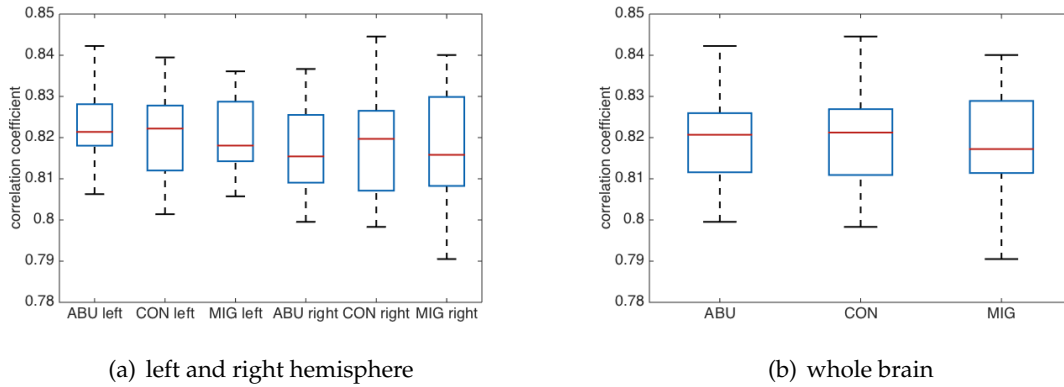 0.85
0.84
0.83
0.82
0.81
0.8
0.79
0.78
correlation coefficient
ABU left CON left MIG left ABU right CON right MIG right
(a) left and right hemisphere
0.85
0.84
0.83
0.82
0.81
0.8
0.79
0.78
correlation coefficient
ABU CON MIG
(b) whole brain